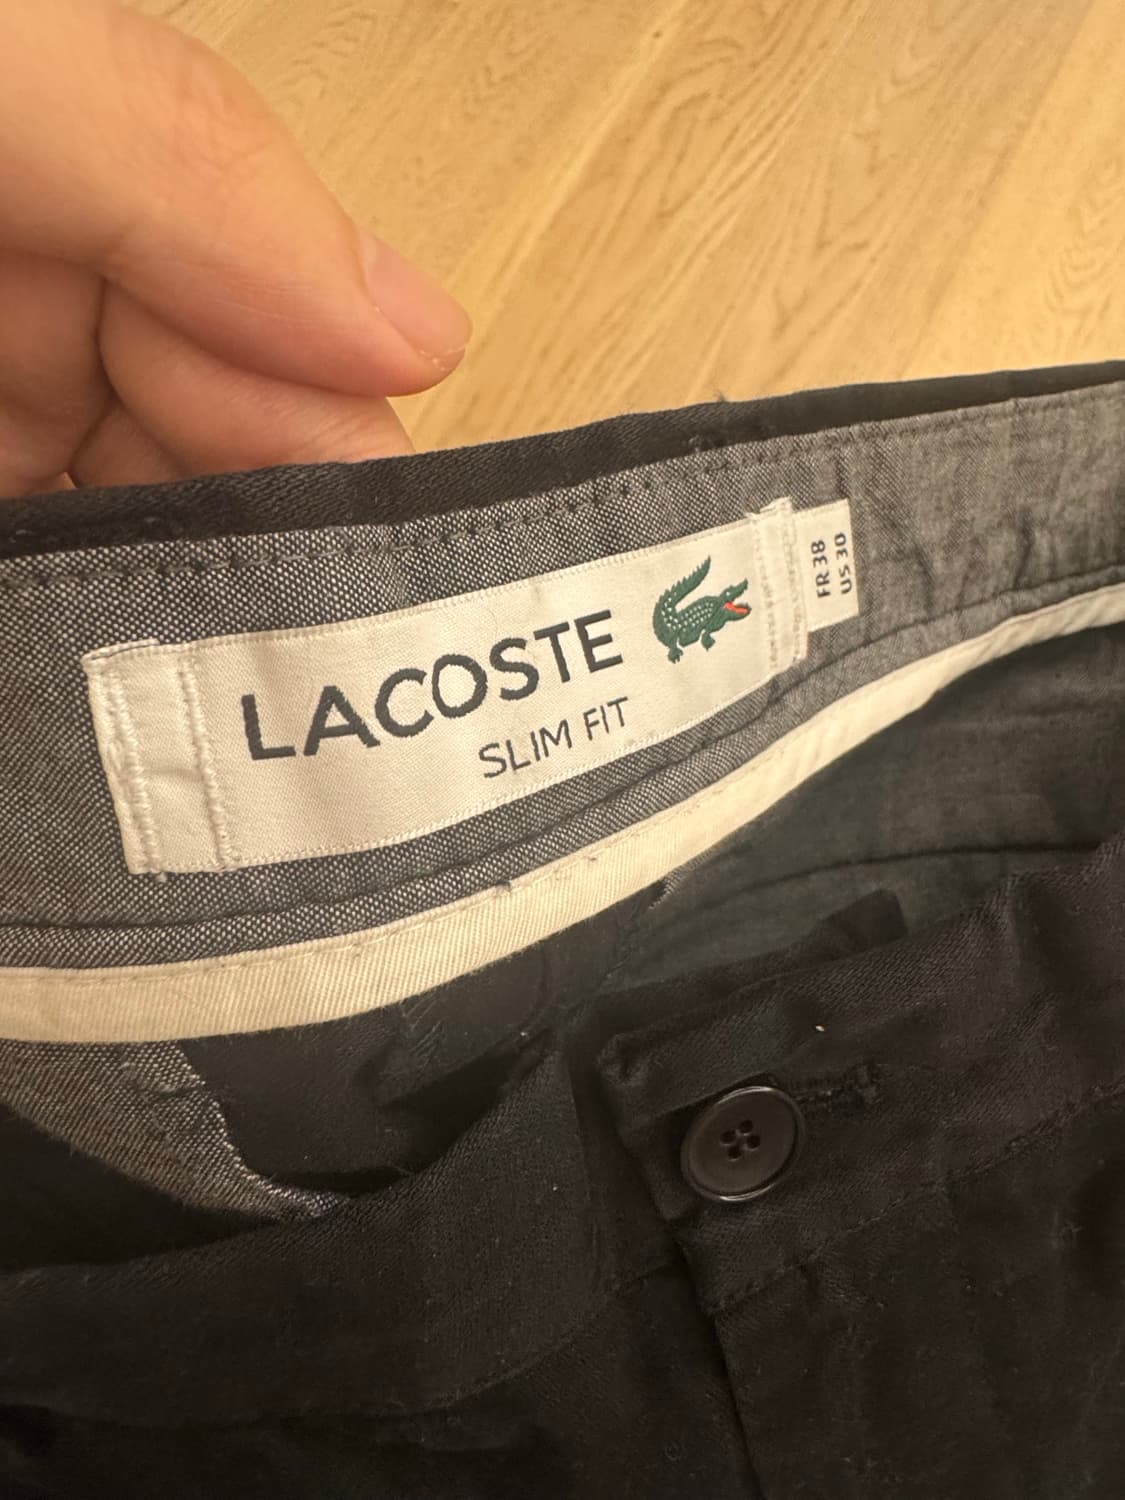 LACOSTE
SLIM FIT
FR 38
US 30